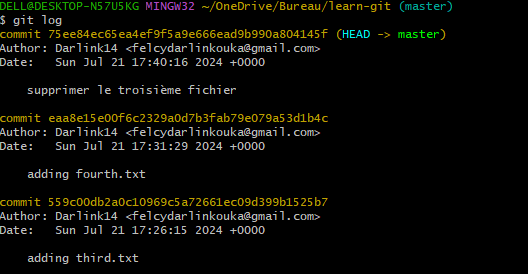 DELL@DESKTOP-N57U5KG MINGW32 ~/OneDrive/Bureau/learn-git (master)
$ git log
commit 75ee84ec65ea4ef9f5a9e666ead9b990a804145f (HEAD -> master)
Author: Darlink14 <felcydarlinkouka@gmail.com>
Date:   Sun Jul 21 17:40:16 2024 +0000
    supprimer le troisième fichier
commit eaa8e15e00f6c2329a0d7b3fab79e079a53d1b4c
Author: Darlink14 <felcydarlinkouka@gmail.com>
Date:   Sun Jul 21 17:31:29 2024 +0000
    adding fourth.txt
commit 559c00db2a0c10969c5a72661ec09d399b1525b7
Author: Darlink14 <felcydarlinkouka@gmail.com>
Date:   Sun Jul 21 17:26:15 2024 +0000
    adding third.txt